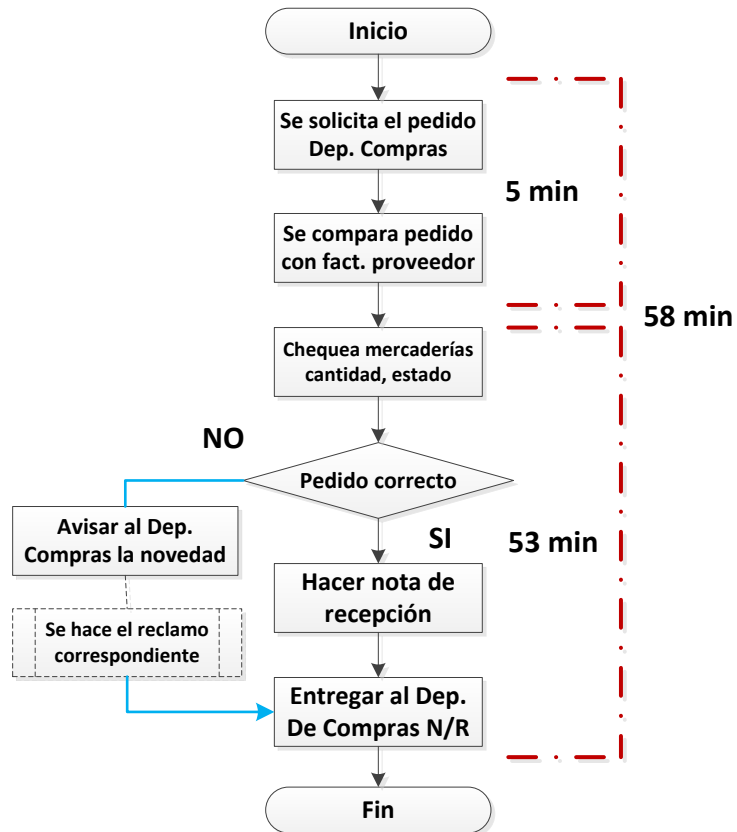 Inicio
Se solicita el pedido
Dep. Compras
5 min
Se compara pedido
con fact. proveedor
58 min
Chequea mercaderías
cantidad, estado
NO
Pedido correcto
Avisar al Dep.
Compras la novedad
SI
53 min
Hacer nota de
recepción
Se hace el reclamo
correspondiente
Entregar al Dep.
De Compras N/R
Fin